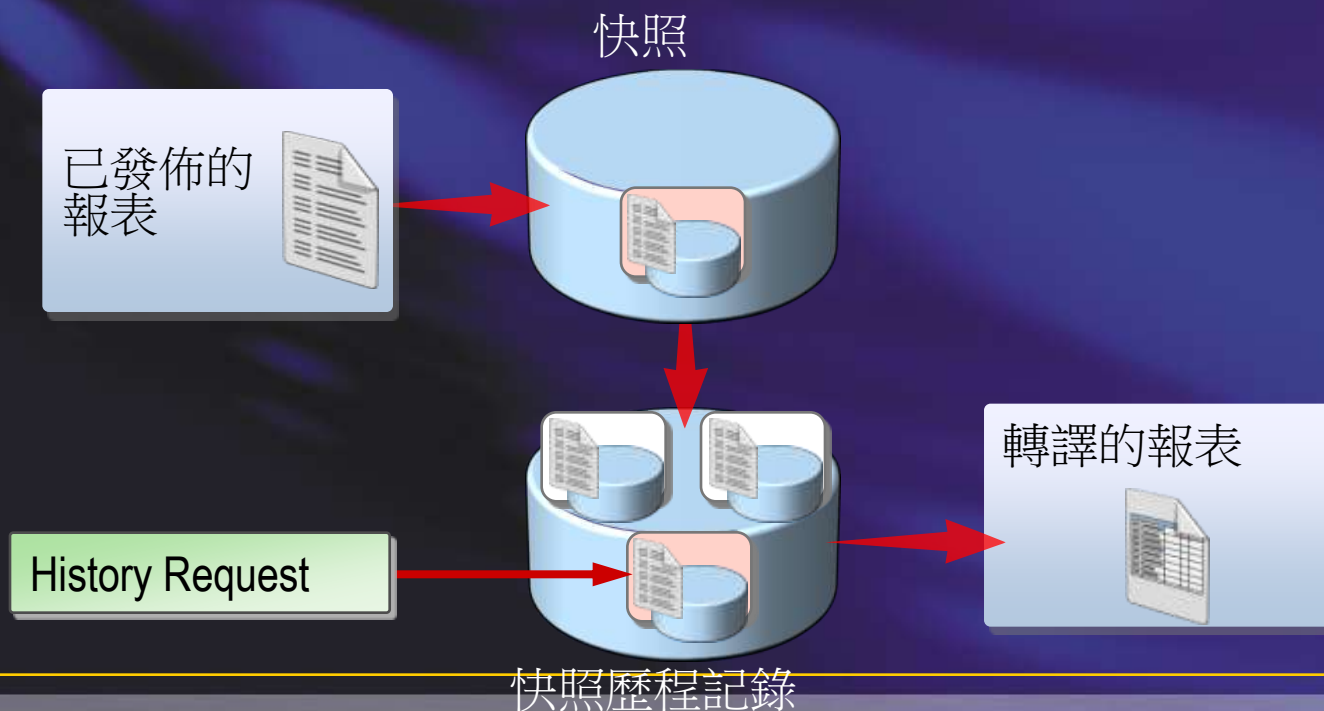 快照
已發佈的
報表
轉譯的報表
History Request
快照歷程記錄